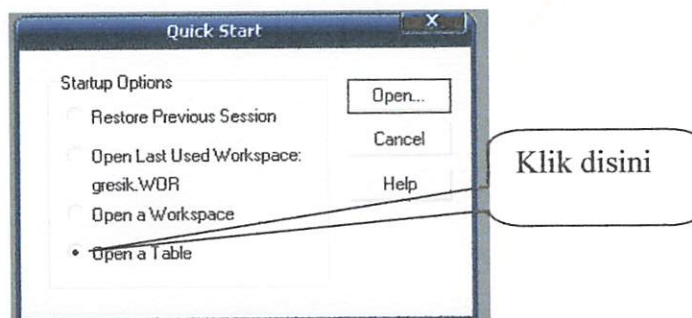 Quick Start
X
Startup Options
Restore Previous Session
Open Last Used Workspace:
gresik.WOR
Open a Workspace
Open a Table
Open...
Cancel
Help
Klik disini